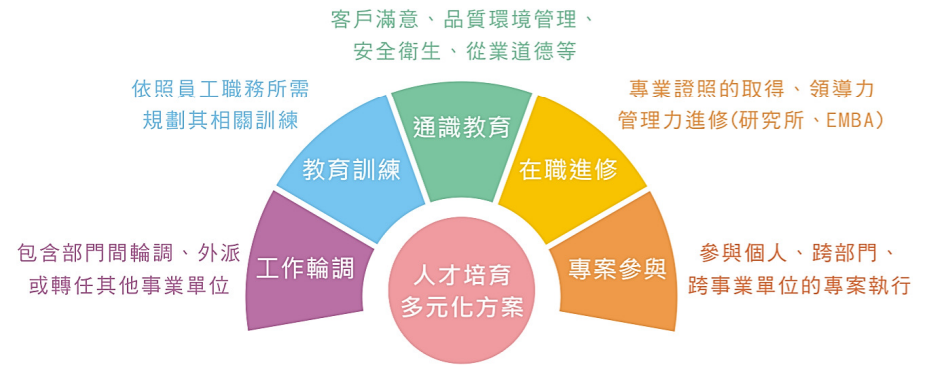 客戶滿意、品質環境管理、
安全衛生、從業道德等
依照員工職務所需
規劃其相關訓練
專業證照的取得、領導力
管理力進修(研究所、EMBA)
通識教育
教育訓練
在職進修
包含部門間輪調、外派
或轉任其他事業單位
工作輪調
人才培育
多元化方案
專案參與
參與個人、跨部門、
跨事業單位的專案執行